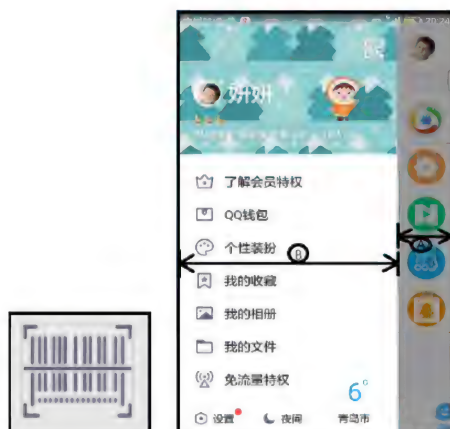 20:24
妍妍
了解会员特权
QQ钱包
个性装扮
B
A
我的收藏
我的相册
我的文件
免流量特权
6°
设置
夜间
青岛市